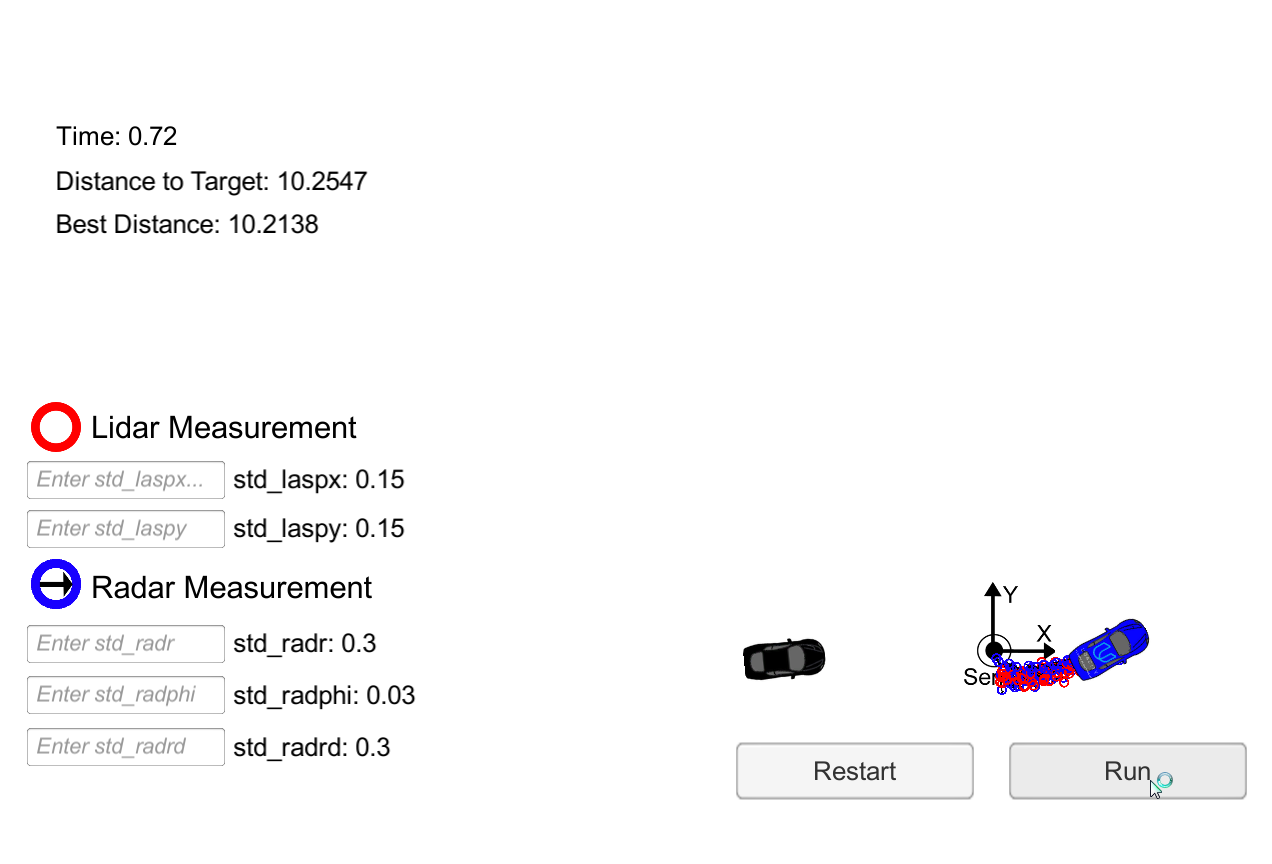 Time: 0.72
Distance to Target: 10.2547
Best Distance: 10.2138
Lidar Measurement
Enter std_laspx... std_laspx: 0.15
Enter std_laspy std_laspy: 0.15
Radar Measurement
Enter std_radr std_radr: 0.3
Enter std_radphi std_radphi: 0.03
Enter std_radrd std_radrd: 0.3
Y
X
Restart
Run